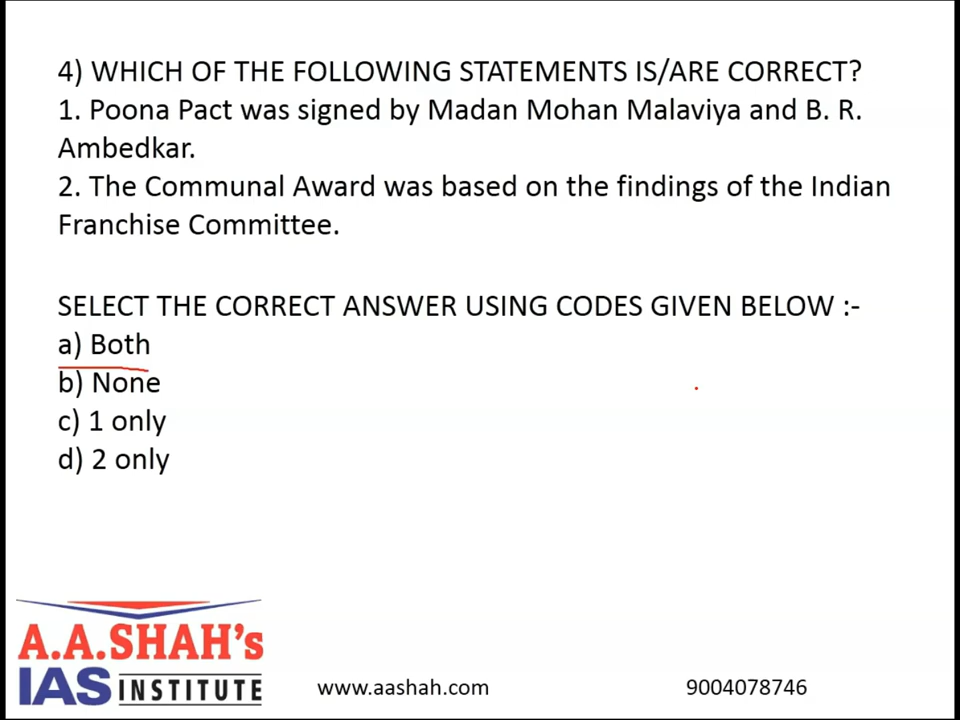 4) WHICH OF THE FOLLOWING STATEMENTS IS/ARE CORRECT?
1. Poona Pact was signed by Madan Mohan Malaviya and B. R.
Ambedkar.
2. The Communal Award was based on the findings of the Indian
Franchise Committee.
SELECT THE CORRECT ANSWER USING CODES GIVEN BELOW :-
a) Both
b) None
c) 1 only
d) 2 only
A.A.SHAH's
IAS INSTITUTE
www.aashah.com
9004078746